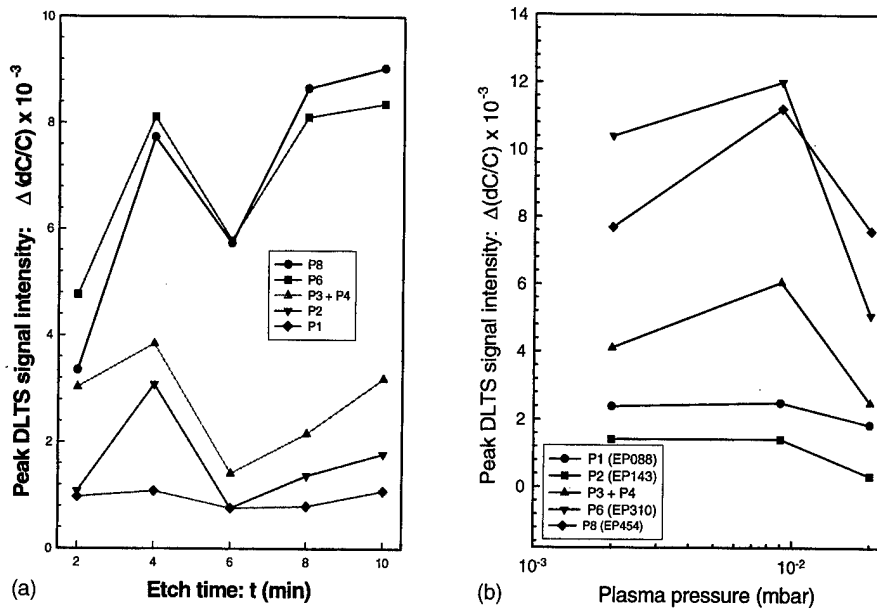 10
8
6
4
2
0
Peak DLTS signal intensity: Δ (dC/C) x 10⁻³
P8
P6
P3 + P4
P2
P1
2
4
6
8
10
(a)
Etch time: t (min)
14
12
10
8
6
4
2
0
Peak DLTS signal intensity: Δ(dC/C) x 10⁻³
P1 (EP088)
P2 (EP143)
P3 + P4
P6 (EP310)
P8 (EP454)
10⁻³
10⁻²
(b)
Plasma pressure (mbar)